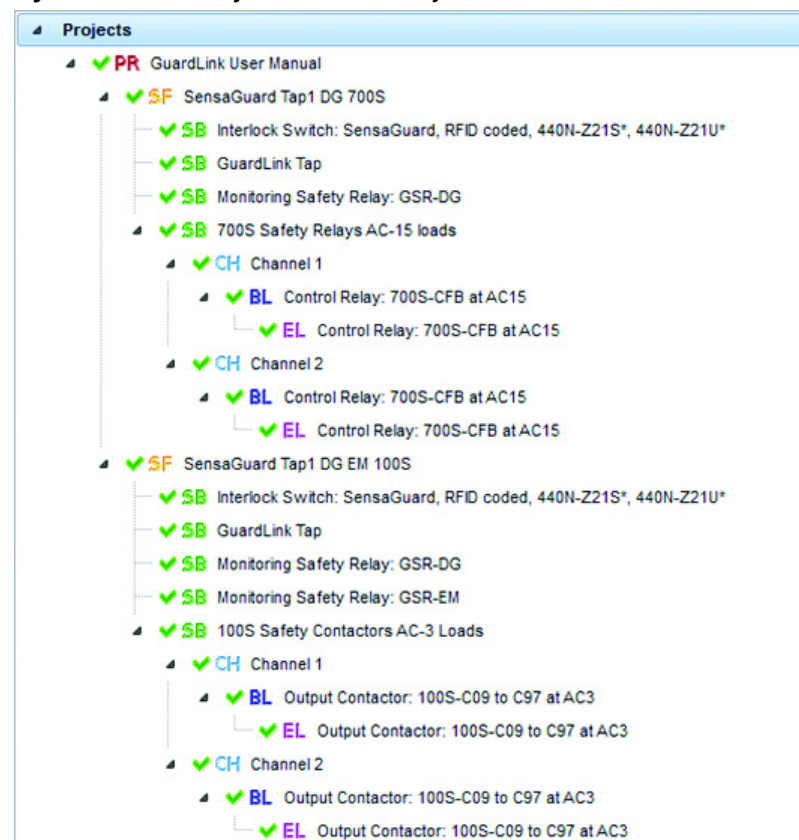 Projects
PR GuardLink User Manual
SF SensaGuard Tap1 DG 700S
SB Interlock Switch: SensaGuard, RFID coded, 440N-Z21S*, 440N-Z21U*
SB GuardLink Tap
SB Monitoring Safety Relay: GSR-DG
SB 700S Safety Relays AC-15 loads
CH Channel 1
BL Control Relay: 700S-CFB at AC15
EL Control Relay: 700S-CFB at AC15
CH Channel 2
BL Control Relay: 700S-CFB at AC15
EL Control Relay: 700S-CFB at AC15
SF SensaGuard Tap1 DG EM 100S
SB Interlock Switch: SensaGuard, RFID coded, 440N-Z21S*, 440N-Z21U*
SB GuardLink Tap
SB Monitoring Safety Relay: GSR-DG
SB Monitoring Safety Relay: GSR-EM
SB 100S Safety Contactors AC-3 Loads
CH Channel 1
BL Output Contactor: 100S-C09 to C97 at AC3
EL Output Contactor: 100S-C09 to C97 at AC3
CH Channel 2
BL Output Contactor: 100S-C09 to C97 at AC3
EL Output Contactor: 100S-C09 to C97 at AC3